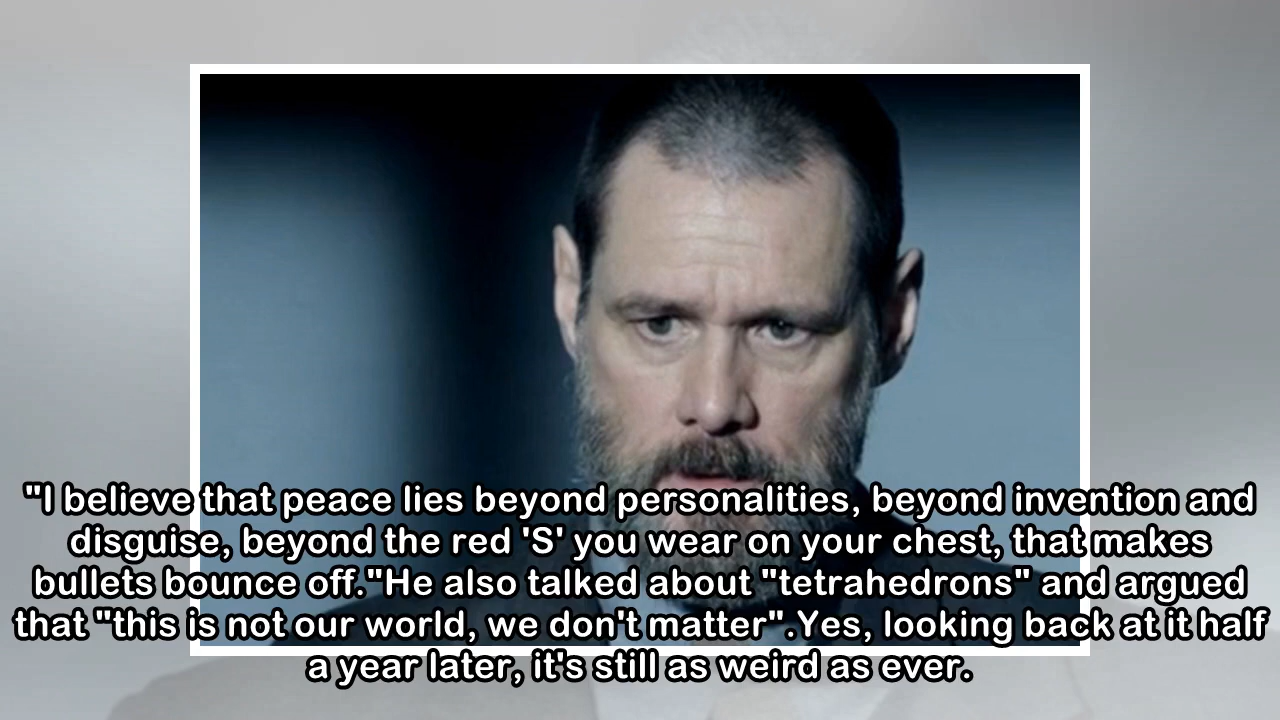 "I believe that peace lies beyond personalities, beyond invention and
disguise, beyond the red 'S' you wear on your chest, that makes
bullets bounce off."He also talked about "tetrahedrons" and argued
that "this is not our world, we don't matter".Yes, looking back at it half
a year later, it's still as weird as ever.